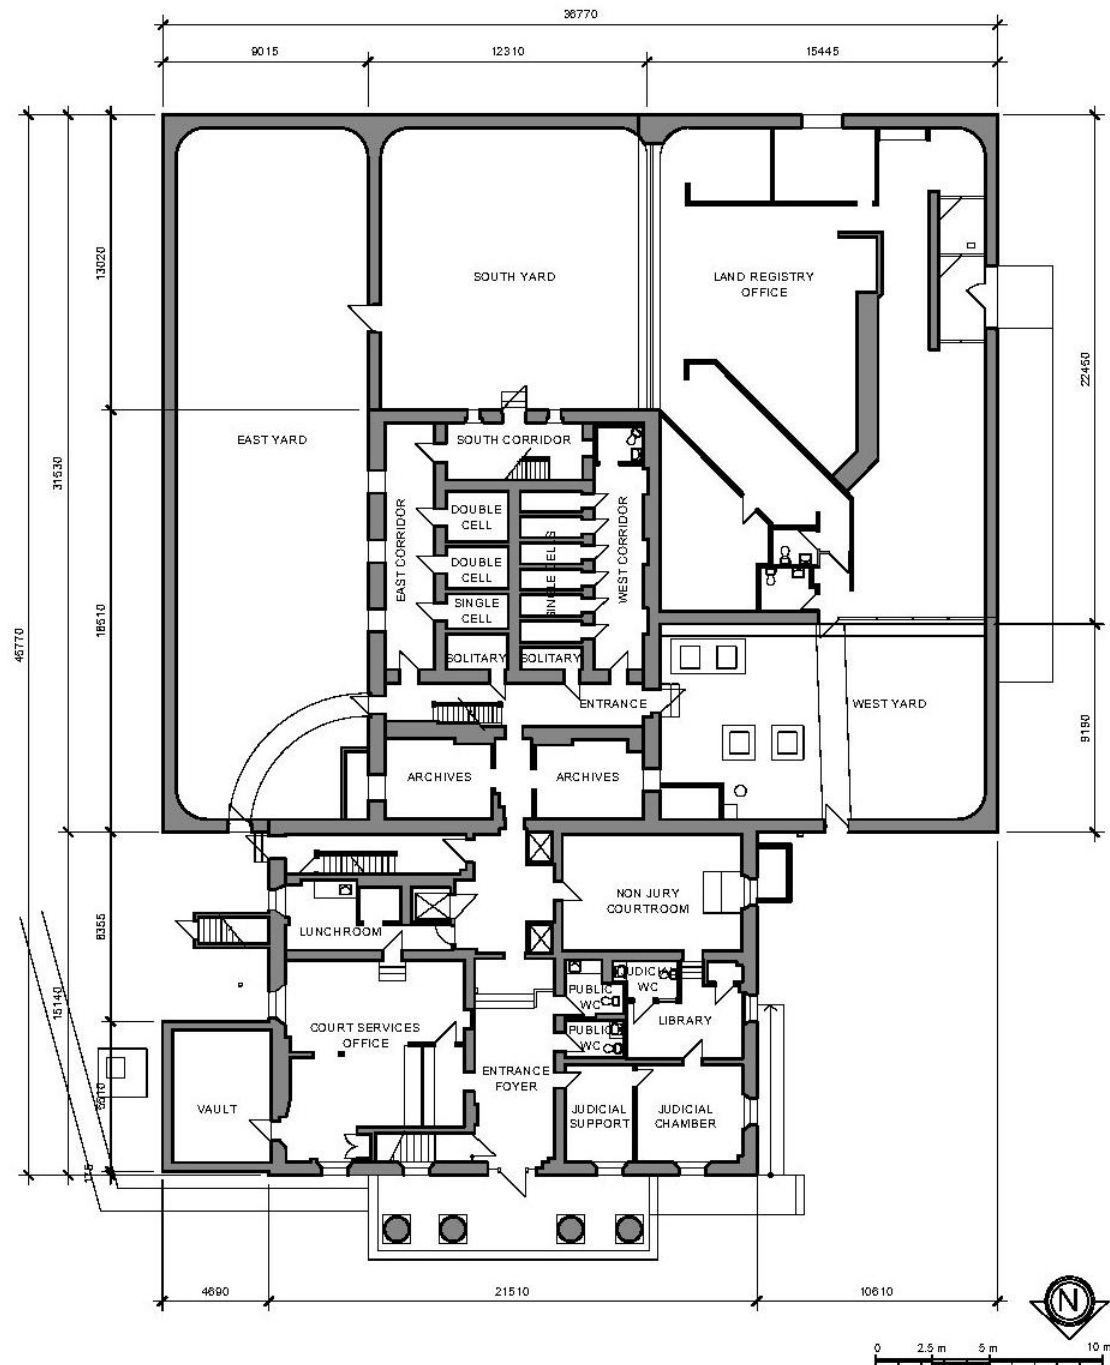 36770
9015
12310
15445
SOUTH YARD
LAND REGISTRY
OFFICE
13020
22450
EAST YARD
SOUTH CORRIDOR
31530
DOUBLE
CELL
EAST CORRIDOR
SINGLE CELLS
WEST CORRIDOR
DOUBLE
CELL
SINGLE
CELL
18510
46770
SOLITARY
SOLITARY
ENTRANCE
WEST YARD
9190
ARCHIVES
ARCHIVES
NON JURY
COURTROOM
8355
LUNCHROOM
15140
PUBLIC
WC
JUDICIAL
WC
COURT SERVICES
OFFICE
LIBRARY
PUBLIC
WC
ENTRANCE
FOYER
VAULT
JUDICIAL
SUPPORT
JUDICIAL
CHAMBER
4690
21510
10610
N
0 2.5 m 5 m 10 m